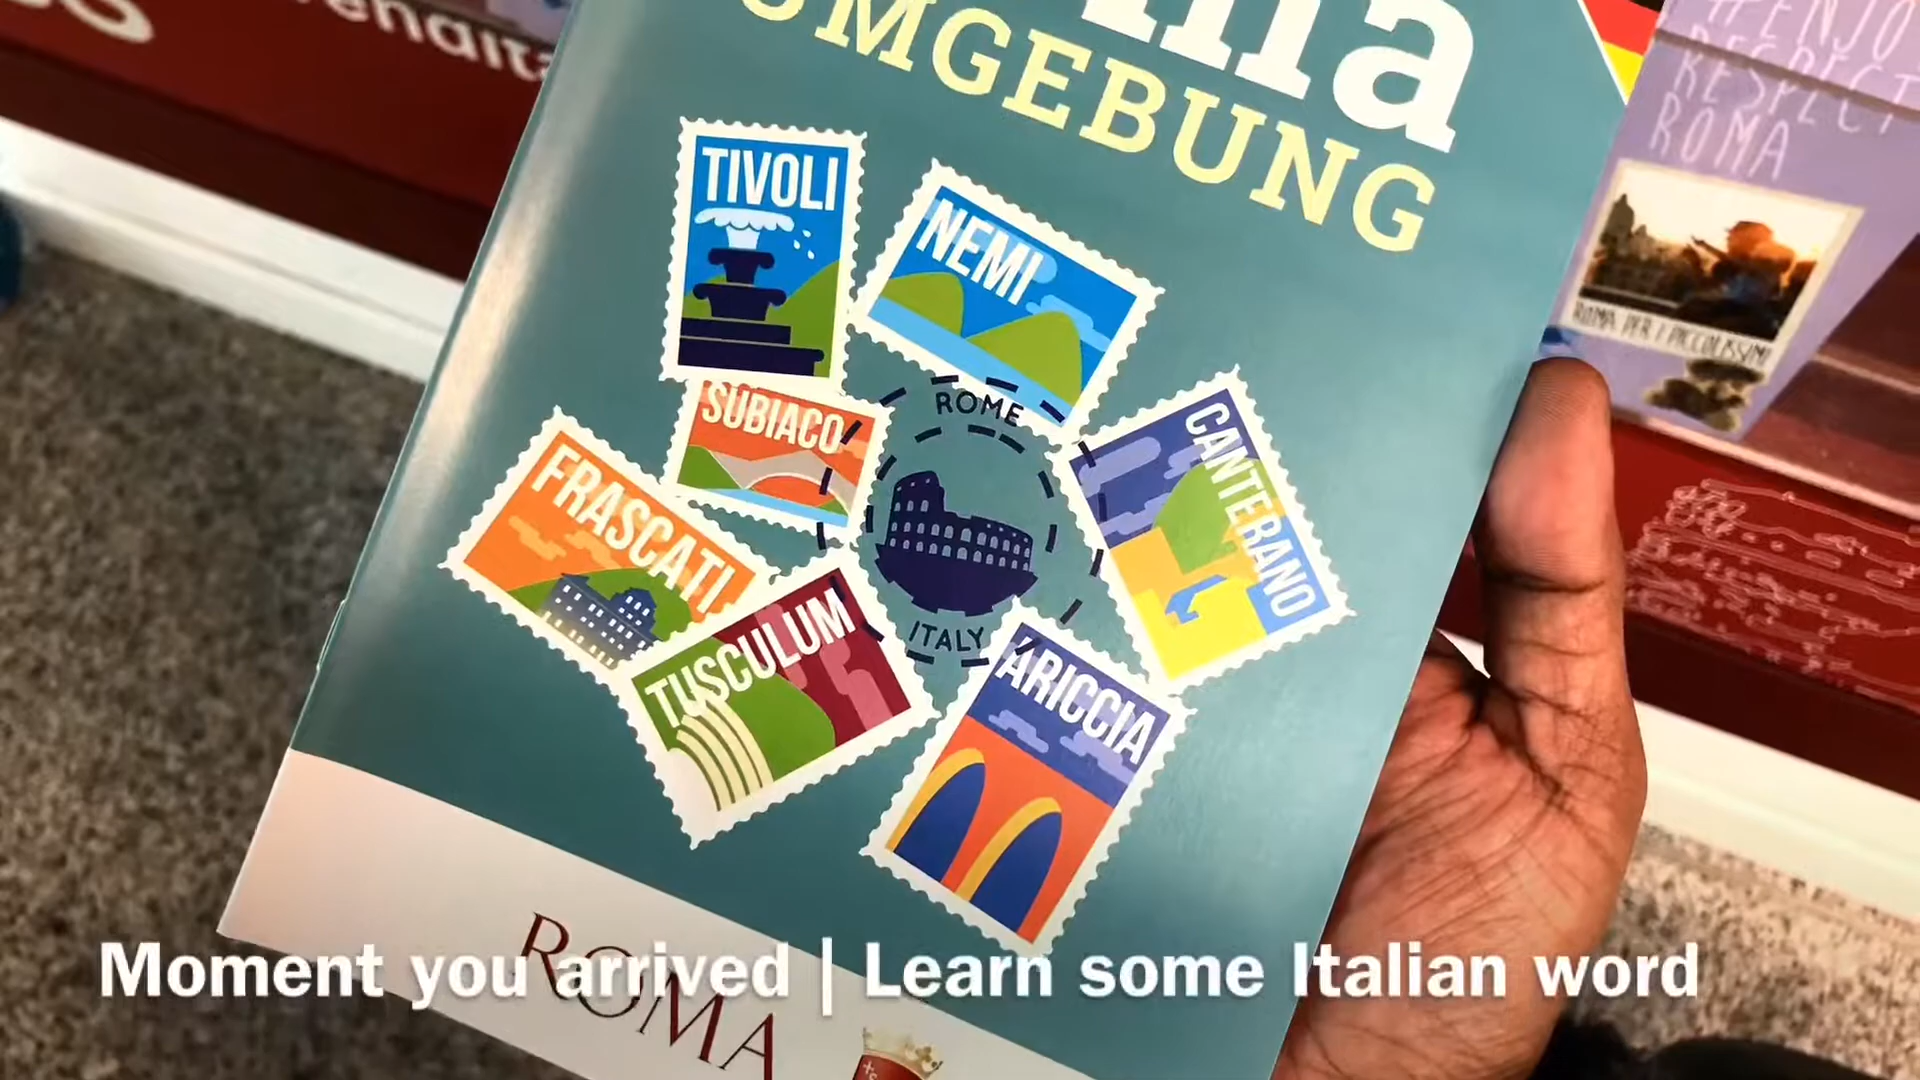 #ENJOY
RESPECT
ROMA
ROMA PER I PICCOLISSIMI
UMGEBUNG
TIVOLI
NEMI
SUBIACO
ROME
CANTERANO
FRASCATI
TUSCULUM
ITALY
ARICCIA
ROMA
Moment you arrived | Learn some Italian word